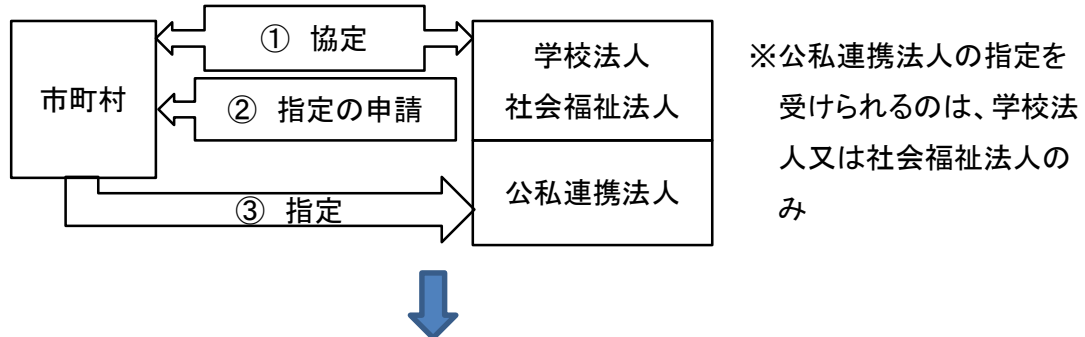 市町村
① 協定
② 指定の申請
③ 指定
学校法人
社会福祉法人
公私連携法人
※公私連携法人の指定を
受けられるのは、学校法
人又は社会福祉法人の
み